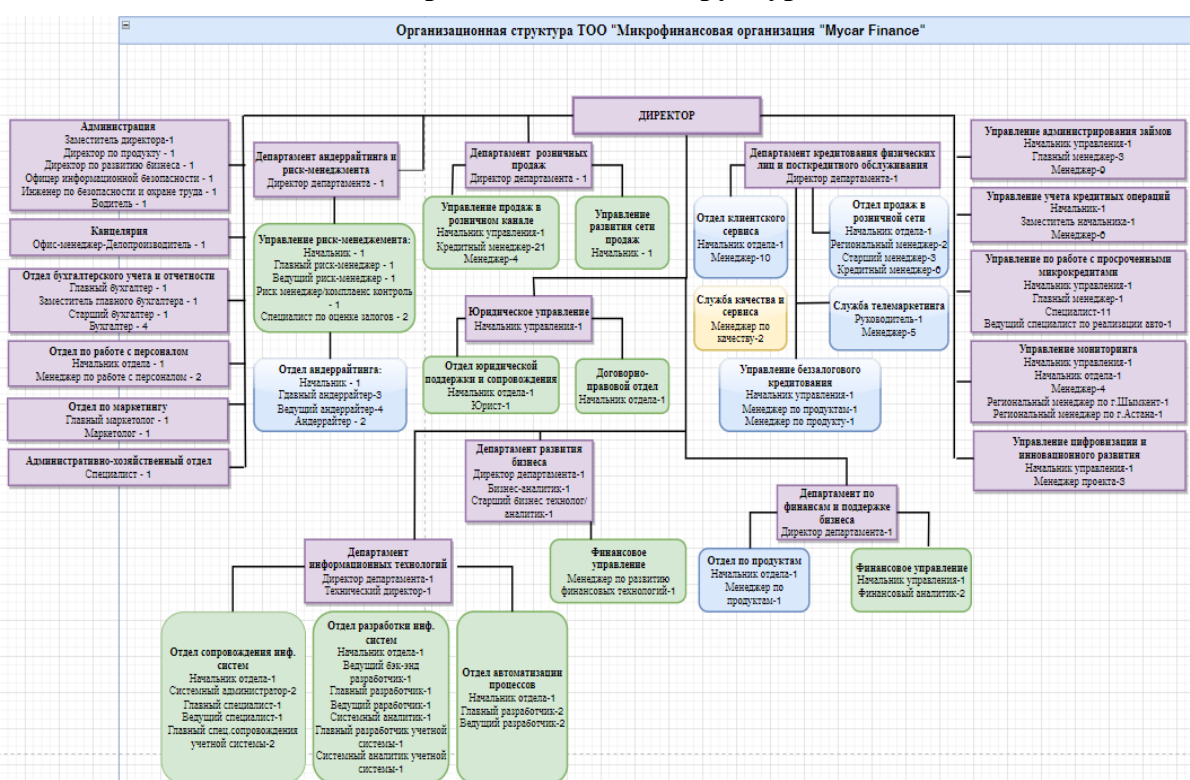 Организационная структура ТОО "Микрофинансовая организация "Mycar Finance"
ДИРЕКТОР
Администрация
Заместитель директора-1
Директор по продукту - 1
Директор по развитию бизнеса - 1
Офицер информационной безопасности - 1
Инженер по безопасности и охране труда - 1
Водитель - 1
Канцелярия
Офис-менеджер-Делопроизводитель - 1
Отдел бухгалтерского учета и отчетности
Главный бухгалтер - 1
Заместитель главного бухгалтера - 1
Старший бухгалтер - 1
Бухгалтер - 4
Отдел по работе с персоналом
Начальник отдела - 1
Менеджер по работе с персоналом - 2
Отдел по маркетингу
Главный маркетолог - 1
Маркетолог - 1
Административно-хозяйственный отдел
Специалист - 1
Департамент андеррайтинга и
риск-менеджмента
Директор департамента - 1
Управление риск-менеджемента:
Начальник - 1
Главный риск-менеджер - 1
Ведущий риск-менеджер - 1
Риск менеджер/комплаенс контроль
- 1
Специалист по оценке залогов - 2
Отдел андеррайтинга:
Начальник - 1
Гдавный андеррайтер-3
Ведущий андеррайтер-4
Андеррайтер - 2
Департамент розничных
продаж
Директор департамента - 1
Управление продаж в
розничном канале
Начальник управления-1
Кредитный менеджер-21
Менеджер-4
Управление
развития сети
продаж
Начальник - 1
Юридическое управление
Начальник управления-1
Отдел юридической
поддержки и сопровождения
Начальник отдела-1
Юрист-1
Договорно-
правовой отдел
Начальник отдела-1
Департамент кредитования физических
лиц и посткредитного обслуживания
Директор департамента-1
Отдел клиентского
сервиса
Начальник отдела-1
Менеджер-10
Отдел продаж в
розничной сети
Начальник отдела-1
Региональный менеджер-2
Старший менеджер-3
Кредитный менеджер-6
Служба качества и
сервиса
Менеджер по
качеству-2
Служба телемаркетинга
Руководитель-1
Менеджер-5
Управление беззалогового
кредитования
Начальник управления-1
Менеджер по продуктам-1
Менеджер по продукту-1
Управление администрирования займов
Начальник управления-1
Главный менеджер-3
Менеджер-9
Управление учета кредитных операций
Начальник-1
Заместитель начальника-1
Менеджер-6
Управление по работе с просроченными
микрокредитами
Начальник управления-1
Главный менеджер-1
Специалист-11
Ведущий специалист по реализации авто-1
Управление мониторинга
Начальник управления-1
Начальник отдела-1
Менеджер-4
Региональный менеджер по г.Шымкент-1
Региональный менеджер по г.Астана-1
Управление цифровизации и
инновационного развития
Начальник управления-1
Менеджер проекта-3
Департамент развития
бизнеса
Директор департамента-1
Бизнес-аналитик-1
Старший бизнес технолог/
аналитик-1
Финансовое
управление
Менеджер по развитию
финансовых технологий-1
Департамент по
финансам и поддержке
бизнеса
Директор департамента-1
Отдел по продуктам
Начальник отдела-1
Менеджер по
продуктам-1
Финансовое управление
Начальник управления-1
Финансовый аналитик-2
Департамент
информационных технологий
Директор департамента-1
Технический директор-1
Отдел сопровождения инф.
систем
Начальник отдела-1
Системный администратор-2
Главный специалист-1
Ведущий специалист-1
Главный спец.сопровождения
учетной системы-2
Отдел разработки инф.
систем
Начальник отдела-1
Ведущий бэк-энд
разработчик-1
Главный разработчик-1
Ведущий раработчик-1
Системный аналитик-1
Главный разработчик учетной
системы-1
Системный аналитик учетной
системы-1
Отдел автоматизации
процессов
Начальник отдела-1
Главный разработчик-2
Ведущий разработчик-2